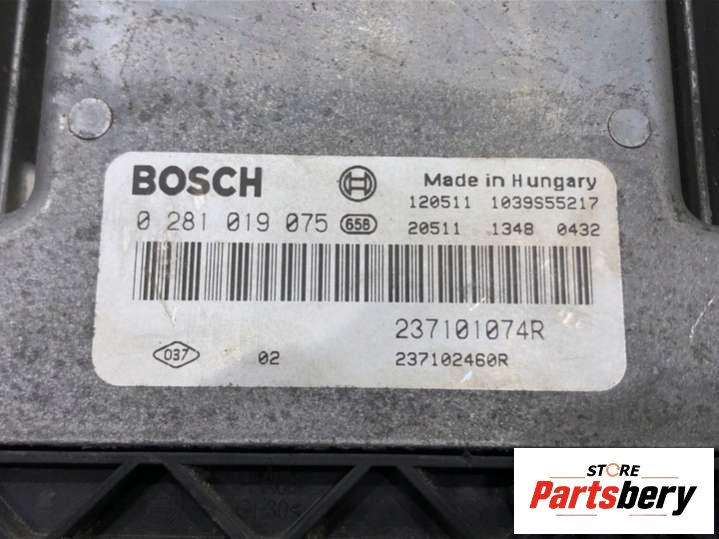 BOSCH
Made in Hungary
120511 1039S55217
0 281 019 075 656
20511 1348 0432
237101074R
037 02
237102460R
STORE
Partsbery